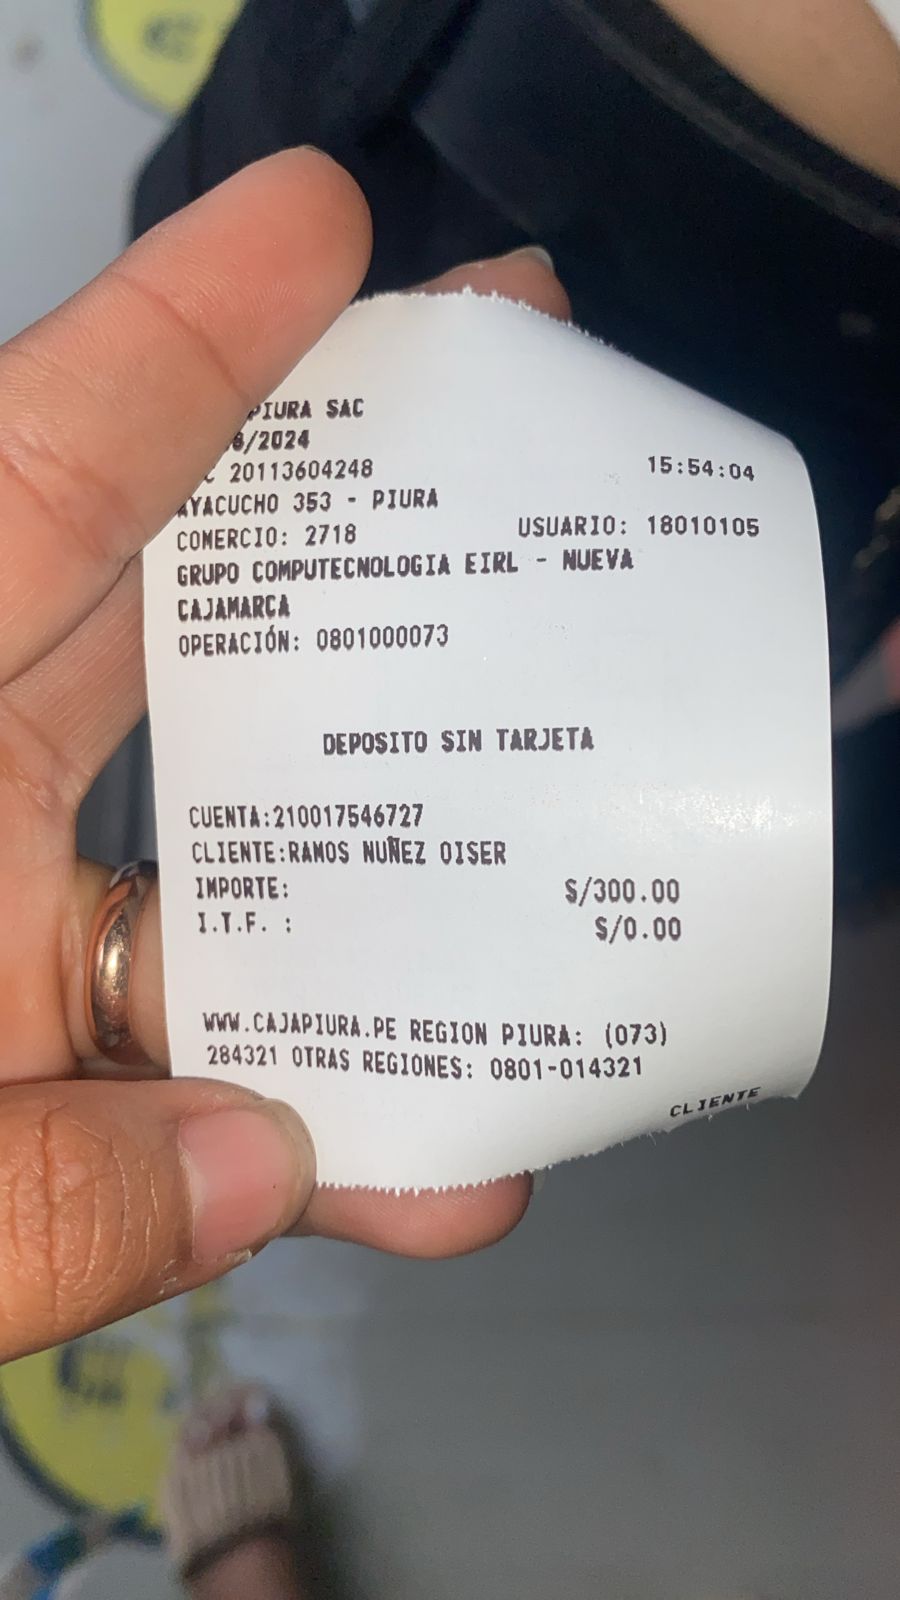 PIURA SAC
8/2024
20113604248 15:54:04
AYACUCHO 353 - PIURA
COMERCIO: 2718 USUARIO: 18010105
GRUPO COMPUTECNOLOGIA EIRL - NUEVA
CAJAMARCA
OPERACIÓN: 0801000073
DEPOSITO SIN TARJETA
CUENTA:210017546727
CLIENTE:RAMOS NUÑEZ OISER
IMPORTE: S/300.00
I.T.F. : S/0.00
WWW.CAJAPIURA.PE REGION PIURA: (073)
284321 OTRAS REGIONES: 0801-014321
CLIENTE